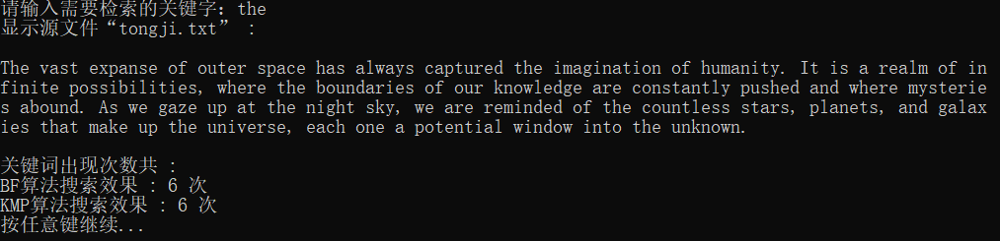 请输入需要检索的关键字：the
显示源文件“tongji.txt” :
The vast expanse of outer space has always captured the imagination of humanity. It is a realm of in
finite possibilities, where the boundaries of our knowledge are constantly pushed and where mysterie
s abound. As we gaze up at the night sky, we are reminded of the countless stars, planets, and galax
ies that make up the universe, each one a potential window into the unknown.
关键词出现次数共 :
BF算法搜索效果 : 6 次
KMP算法搜索效果 : 6 次
按任意键继续...